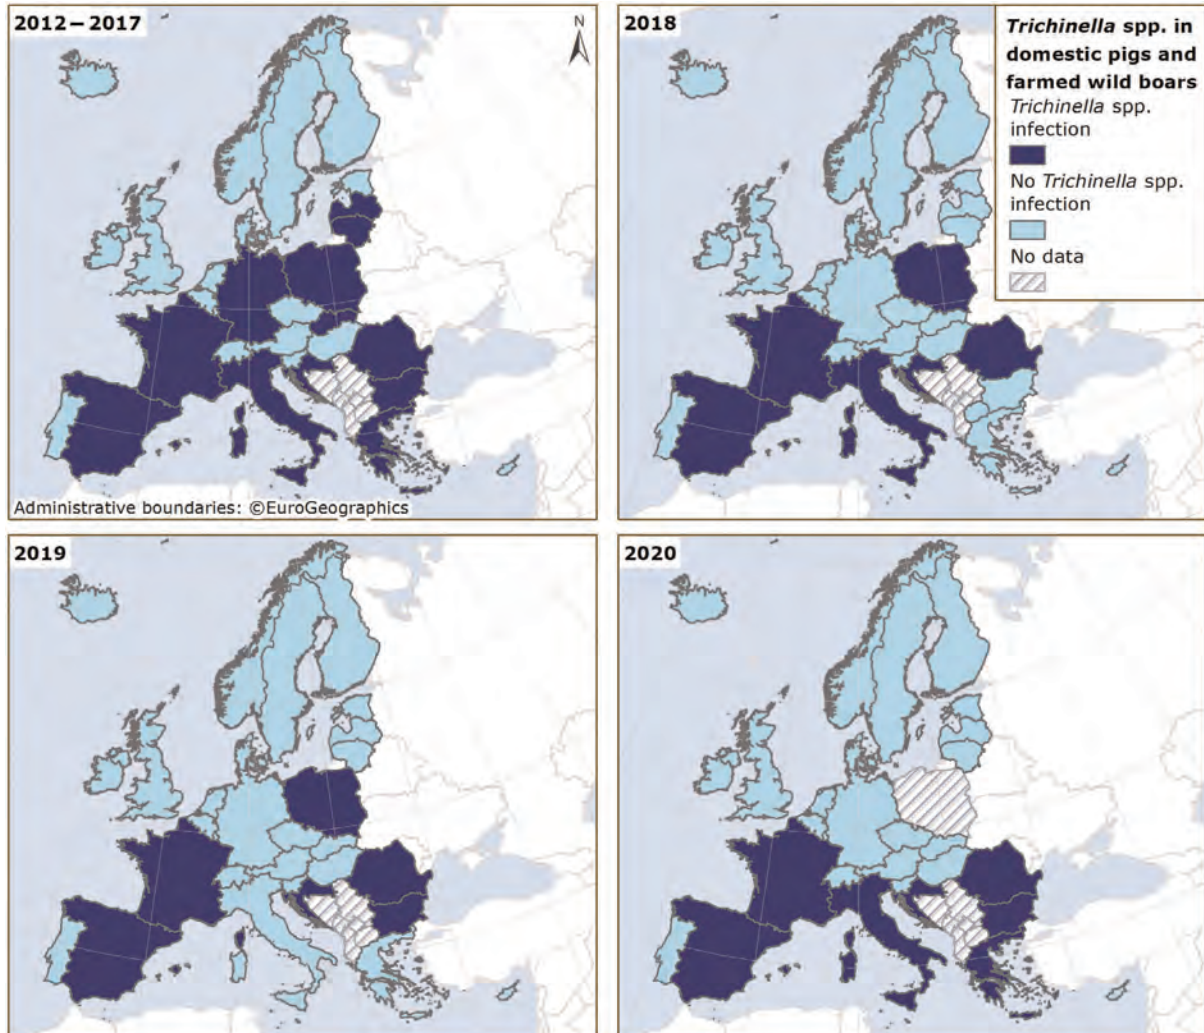 2012—2017
N
Administrative boundaries: ©EuroGeographics
2018
Trichinella spp. in
domestic pigs and
farmed wild boars
Trichinella spp.
infection
No Trichinella spp.
infection
No data
2019
2020